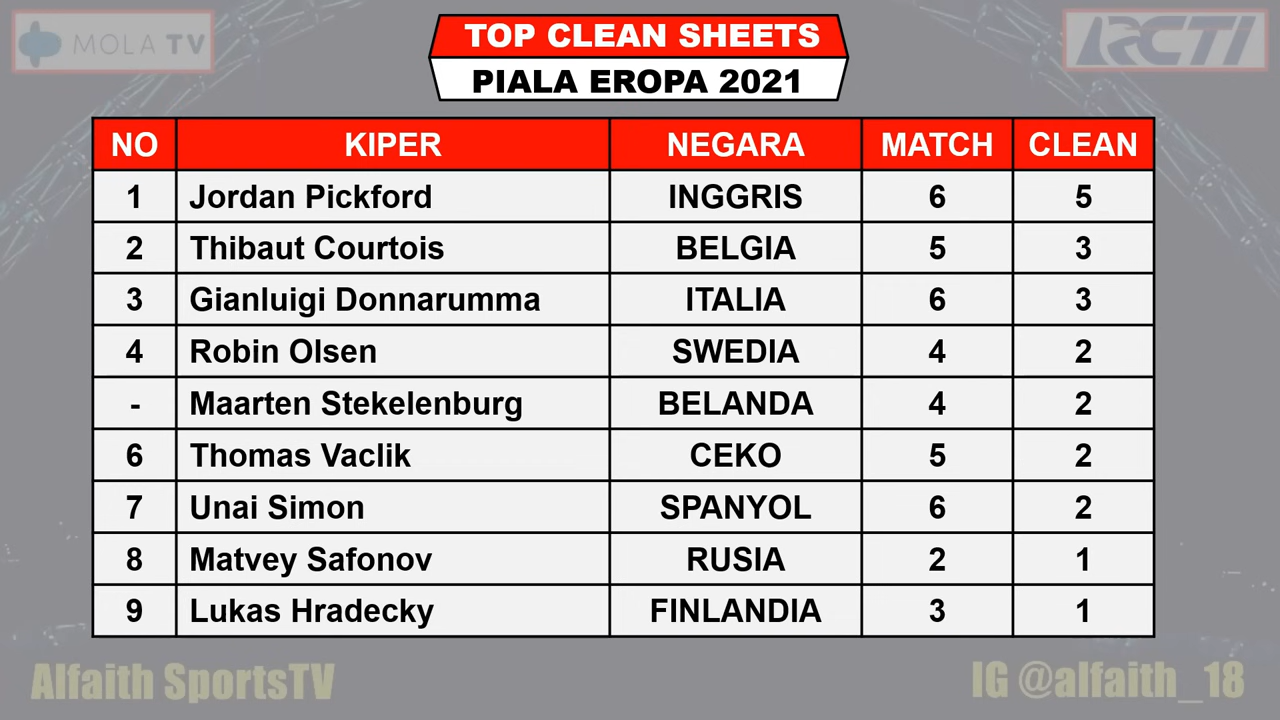 MOLA TV
TOP CLEAN SHEETS
RCTI
PIALA EROPA 2021
NO KIPER NEGARA MATCH CLEAN
1 Jordan Pickford INGGRIS 6 5
2 Thibaut Courtois BELGIA 5 3
3 Gianluigi Donnarumma ITALIA 6 3
4 Robin Olsen SWEDIA 4 2
- Maarten Stekelenburg BELANDA 4 2
6 Thomas Vaclik CEKO 5 2
7 Unai Simon SPANYOL 6 2
8 Matvey Safonov RUSIA 2 1
9 Lukas Hradecky FINLANDIA 3 1
Alfaith SportsTV
IG @alfaith_18